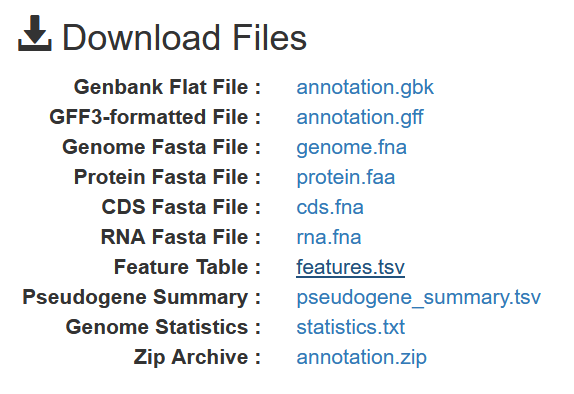 Download Files
Genbank Flat File : annotation.gbk
GFF3-formatted File : annotation.gff
Genome Fasta File : genome.fna
Protein Fasta File : protein.faa
CDS Fasta File : cds.fna
RNA Fasta File : rna.fna
Feature Table : features.tsv
Pseudogene Summary : pseudogene_summary.tsv
Genome Statistics : statistics.txt
Zip Archive : annotation.zip